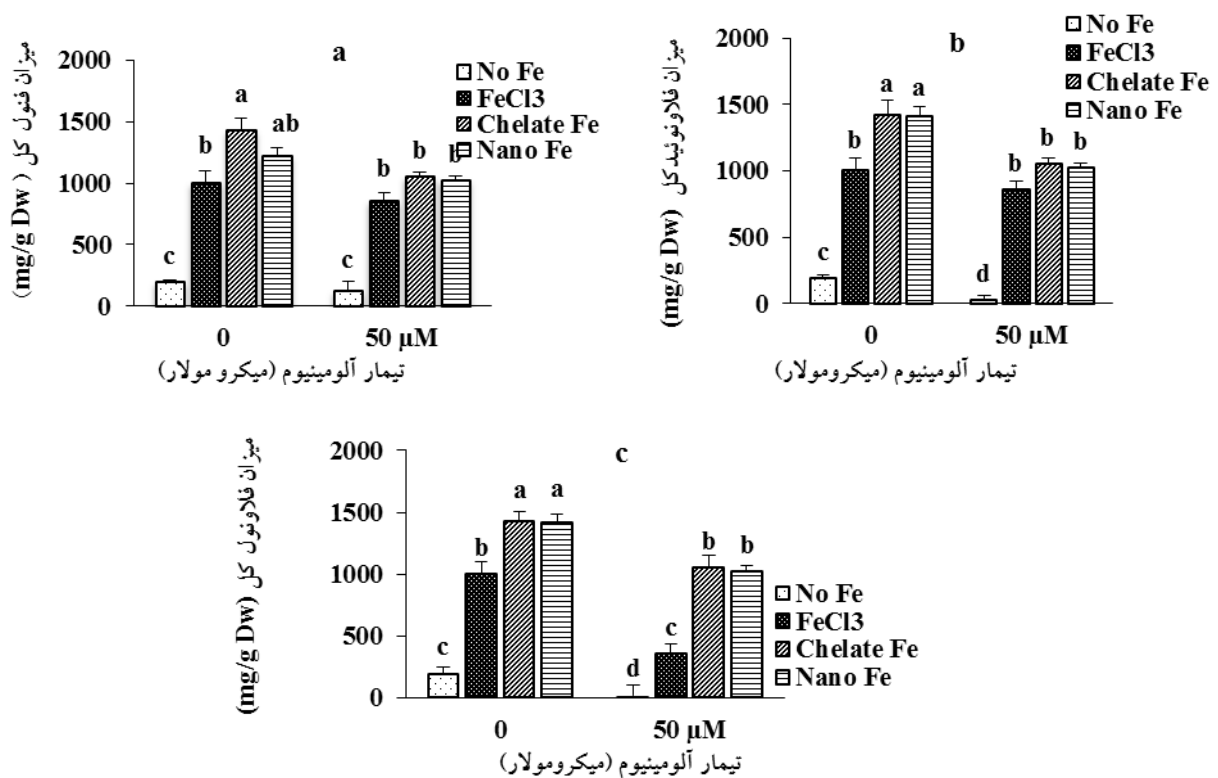 a
میزان فنول کل (mg/g Dw)
2000
1500
1000
500
0
No Fe
FeCl3
Chelate Fe
Nano Fe
c
b
a
ab
c
b
b
b
0
50 µM
تیمار آلومینیوم (میکرو مولار)
b
میزان فلاونوئید کل (mg/g Dw)
2000
1500
1000
500
0
No Fe
FeCl3
Chelate Fe
Nano Fe
c
b
a
a
d
b
b
b
0
50 µM
تیمار آلومینیوم (میکرومولار)
c
میزان فلاونول کل (mg/g Dw)
2000
1500
1000
500
0
No Fe
FeCl3
Chelate Fe
Nano Fe
c
b
a
a
d
c
b
b
0
50 µM
تیمار آلومینیوم (میکرومولار)